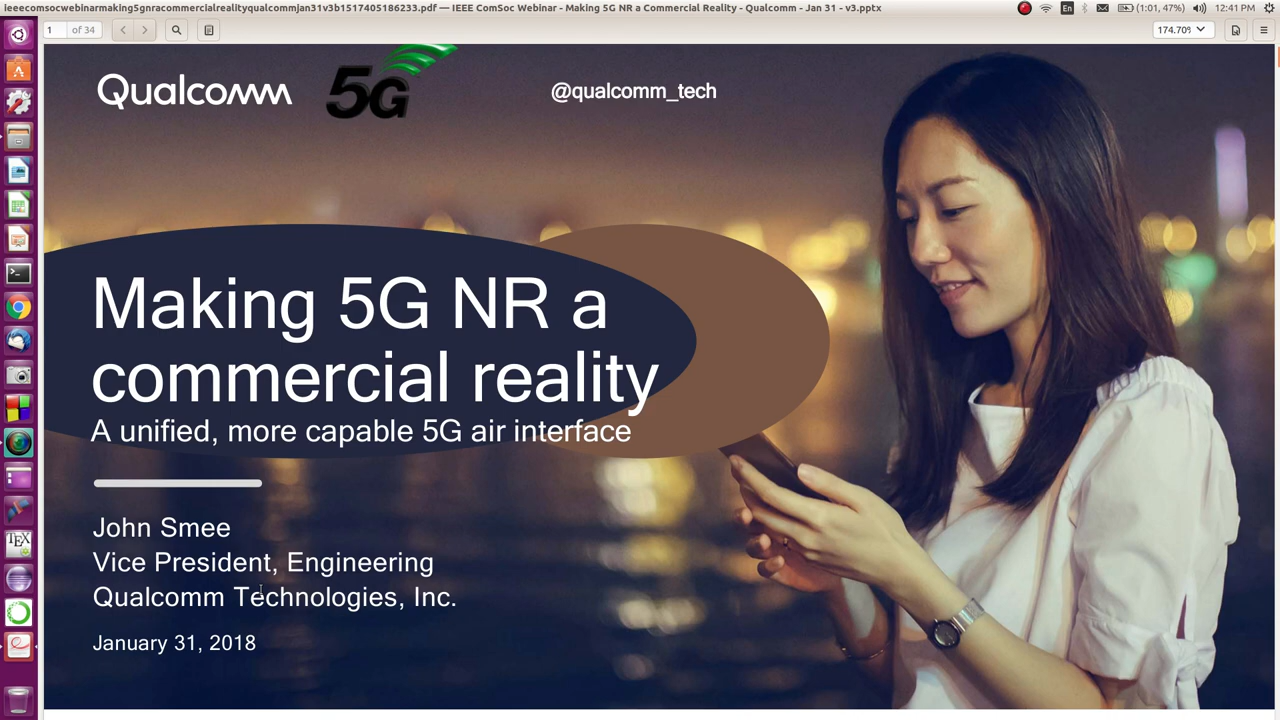 ieeecomsocwebinarmaking5gnracommercialrealityqualcommjan31v3b1517405186233.pdf — IEEE ComSoc Webinar - Making 5G NR a Commercial Reality - Qualcomm - Jan 31 - v3.pptx
En
(1:01, 47%)
12:41 PM
1
of 34
174.70%
Qualcomm
5G
@qualcomm_tech
Making 5G NR a
commercial reality
A unified, more capable 5G air interface
John Smee
Vice President, Engineering
Qualcomm Technologies, Inc.
January 31, 2018
TEX